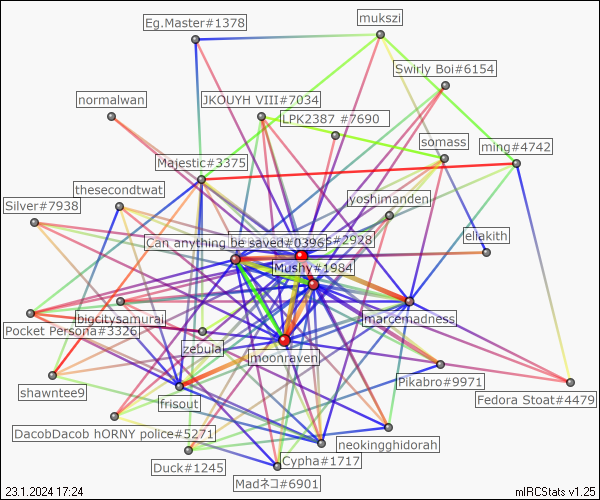 mukszi
Eg.Master#1378
Swirly Boi#6154
normalwan
JKOUYH VIII#7034
LPK2387 #7690
somass
ming#4742
Majestic#3375
thesecondtwat
yoshimanden
Silver#7938
ellakith
Can anything be saved#0396
s#2928
Mushy#1984
bigcitysamurai
marcemadness
Pocket Persona#3326
zebula
moonraven
Pikabro#9971
shawntee9
frisout
Fedora Stoat#4479
DacobDacob hORNY police#5271
neokingghidorah
Duck#1245
Cypha#1717
Madネコ#6901
23.1.2024 17:24
mIRCStats v1.25